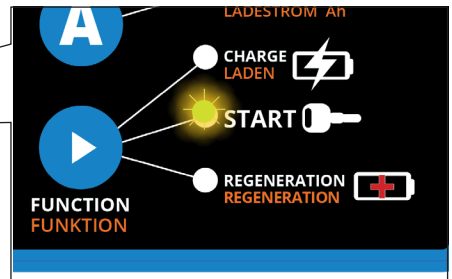 A
LADESTROM Ah
CHARGE
LADEN
START
REGENERATION
REGENERATION
FUNCTION
FUNKTION